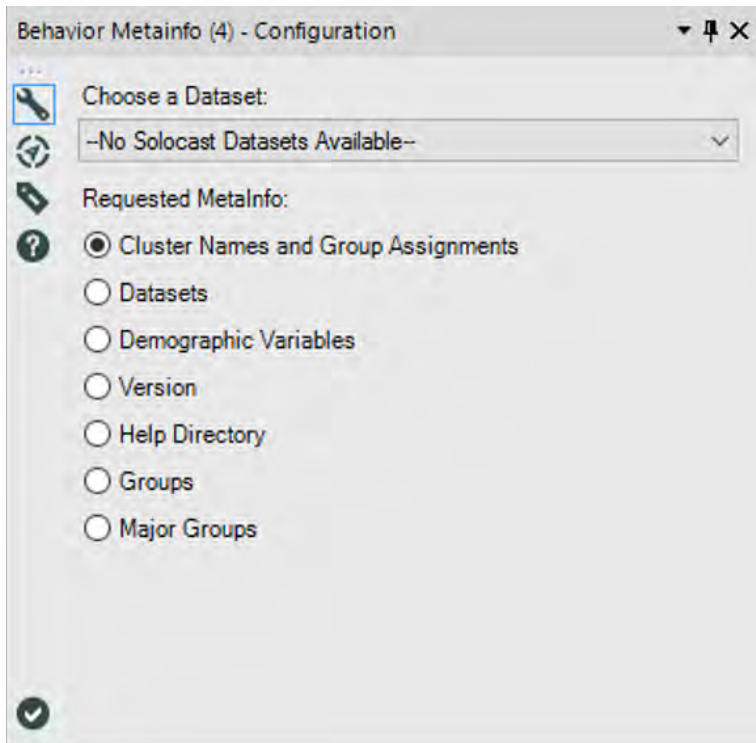 Behavior Metainfo (4) - Configuration
Choose a Dataset:
--No Solocast Datasets Available--
Requested MetaInfo:
Cluster Names and Group Assignments
Datasets
Demographic Variables
Version
Help Directory
Groups
Major Groups